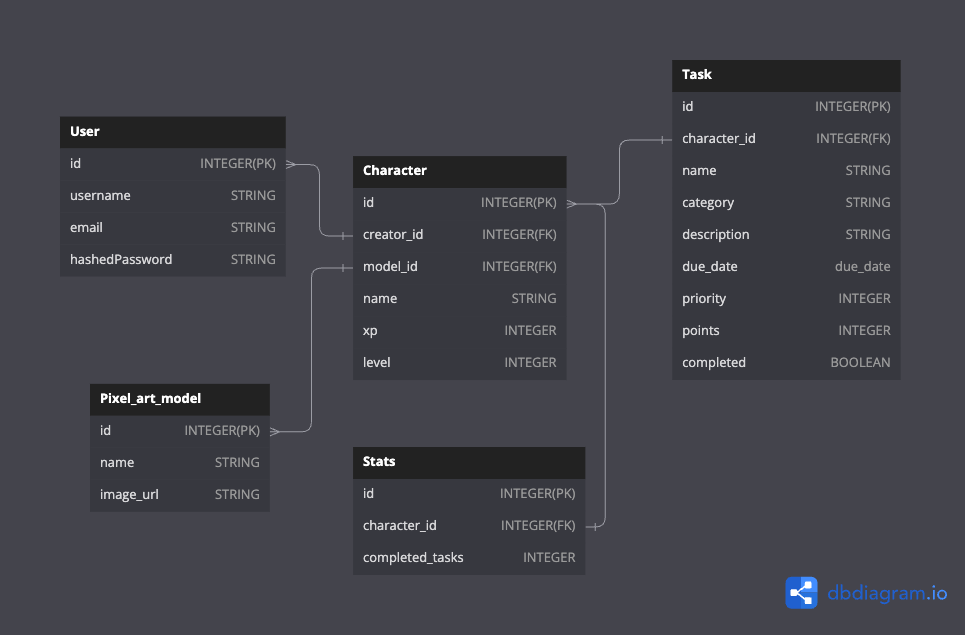 User
id INTEGER(PK)
username STRING
email STRING
hashedPassword STRING
Character
id INTEGER(PK)
creator_id INTEGER(FK)
model_id INTEGER(FK)
name STRING
xp INTEGER
level INTEGER
Task
id INTEGER(PK)
character_id INTEGER(FK)
name STRING
category STRING
description STRING
due_date due_date
priority INTEGER
points INTEGER
completed BOOLEAN
Pixel_art_model
id INTEGER(PK)
name STRING
image_url STRING
Stats
id INTEGER(PK)
character_id INTEGER(FK)
completed_tasks INTEGER
dbdiagram.io